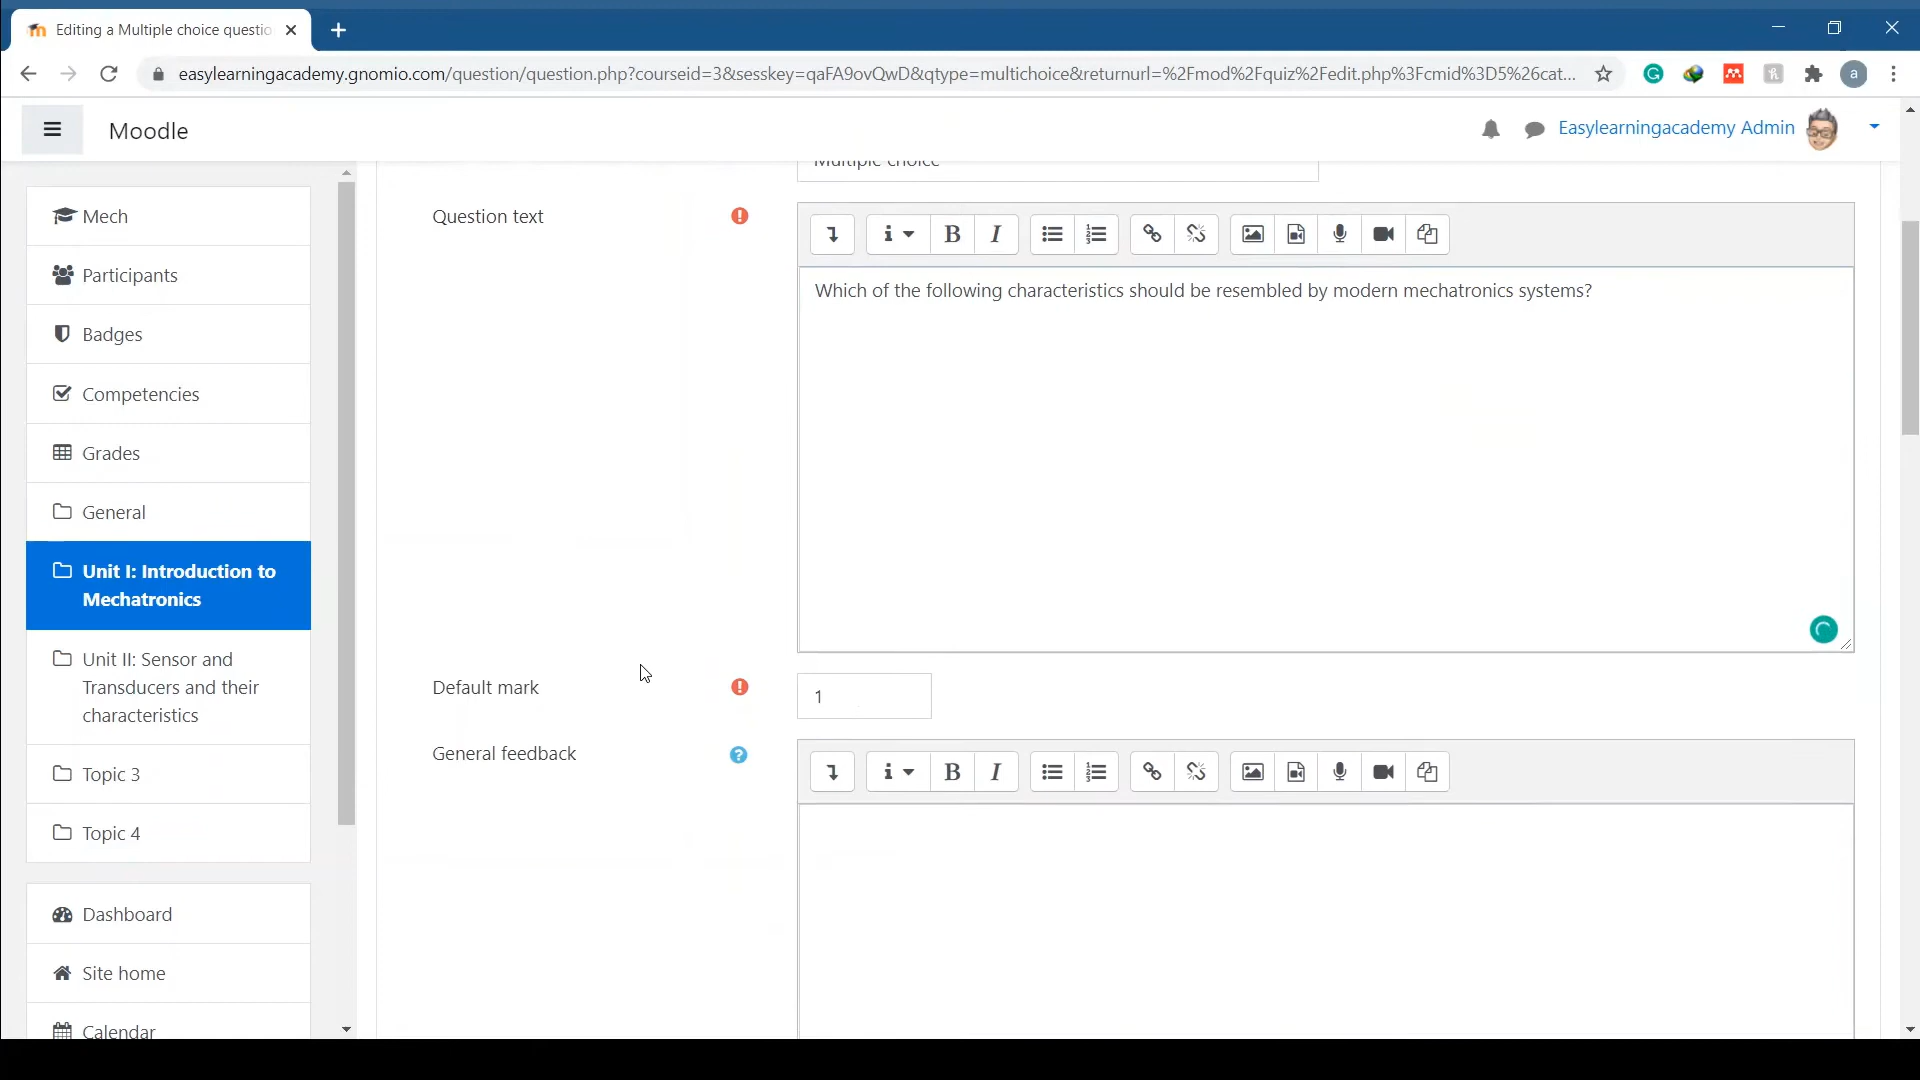 Editing a Multiple choice questio
easylearningacademy.gnomio.com/question/question.php?courseid=3&sesskey=qaFA9ovQwD&qtype=multichoice&returnurl=%2Fmod%2Fquiz%2Fedit.php%3Fcmid%3D5%26cat...
a
Moodle
Easylearningacademy Admin
Mech
Participants
Badges
Competencies
Grades
General
Unit I: Introduction to
Mechatronics
Unit II: Sensor and
Transducers and their
characteristics
Topic 3
Topic 4
Dashboard
Site home
Calendar
Multiple choice
Question text
B I
Which of the following characteristics should be resembled by modern mechatronics systems?
Default mark
1
General feedback
B I